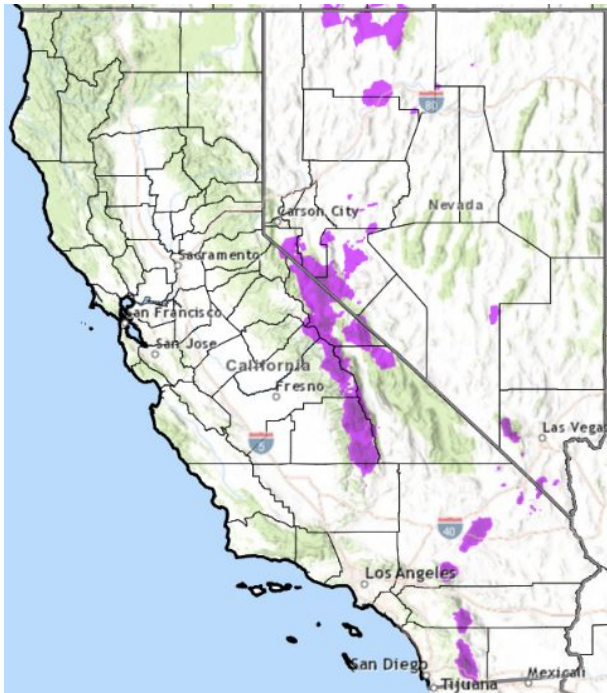 80
Carson City
Nevada
Sacramento
San Francisco
San Jose
California
Fresno
5
Las Vegas
40
Los Angeles
San Diego
Tijuana
Mexicali